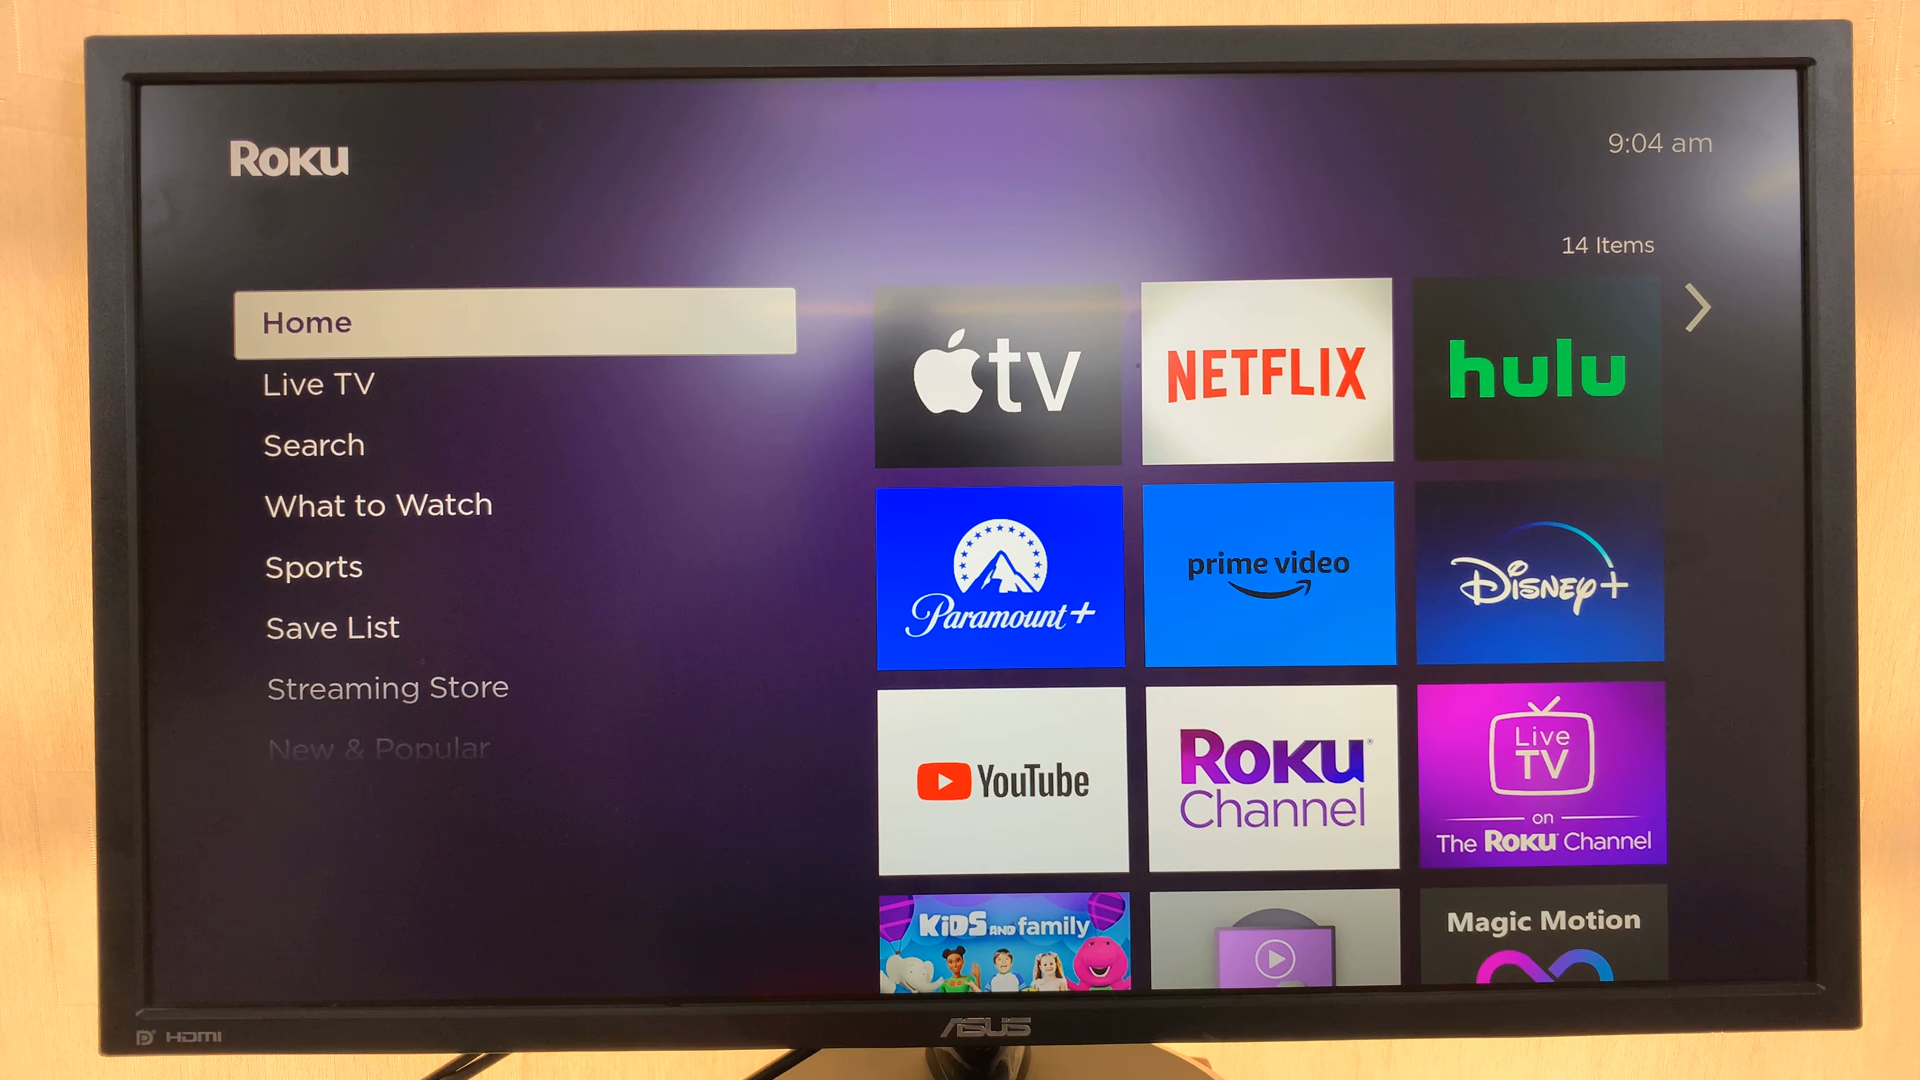 Roku
9:04 am
14 Items
Home
Live TV
Search
What to Watch
Sports
Save List
Streaming Store
New & Popular
tv
NETFLIX
hulu
Paramount+
prime video
Disney+
YouTube
Roku
Channel
Live
TV
on
The Roku Channel
KiDS AND family
Magic Motion
HDMI
ASUS